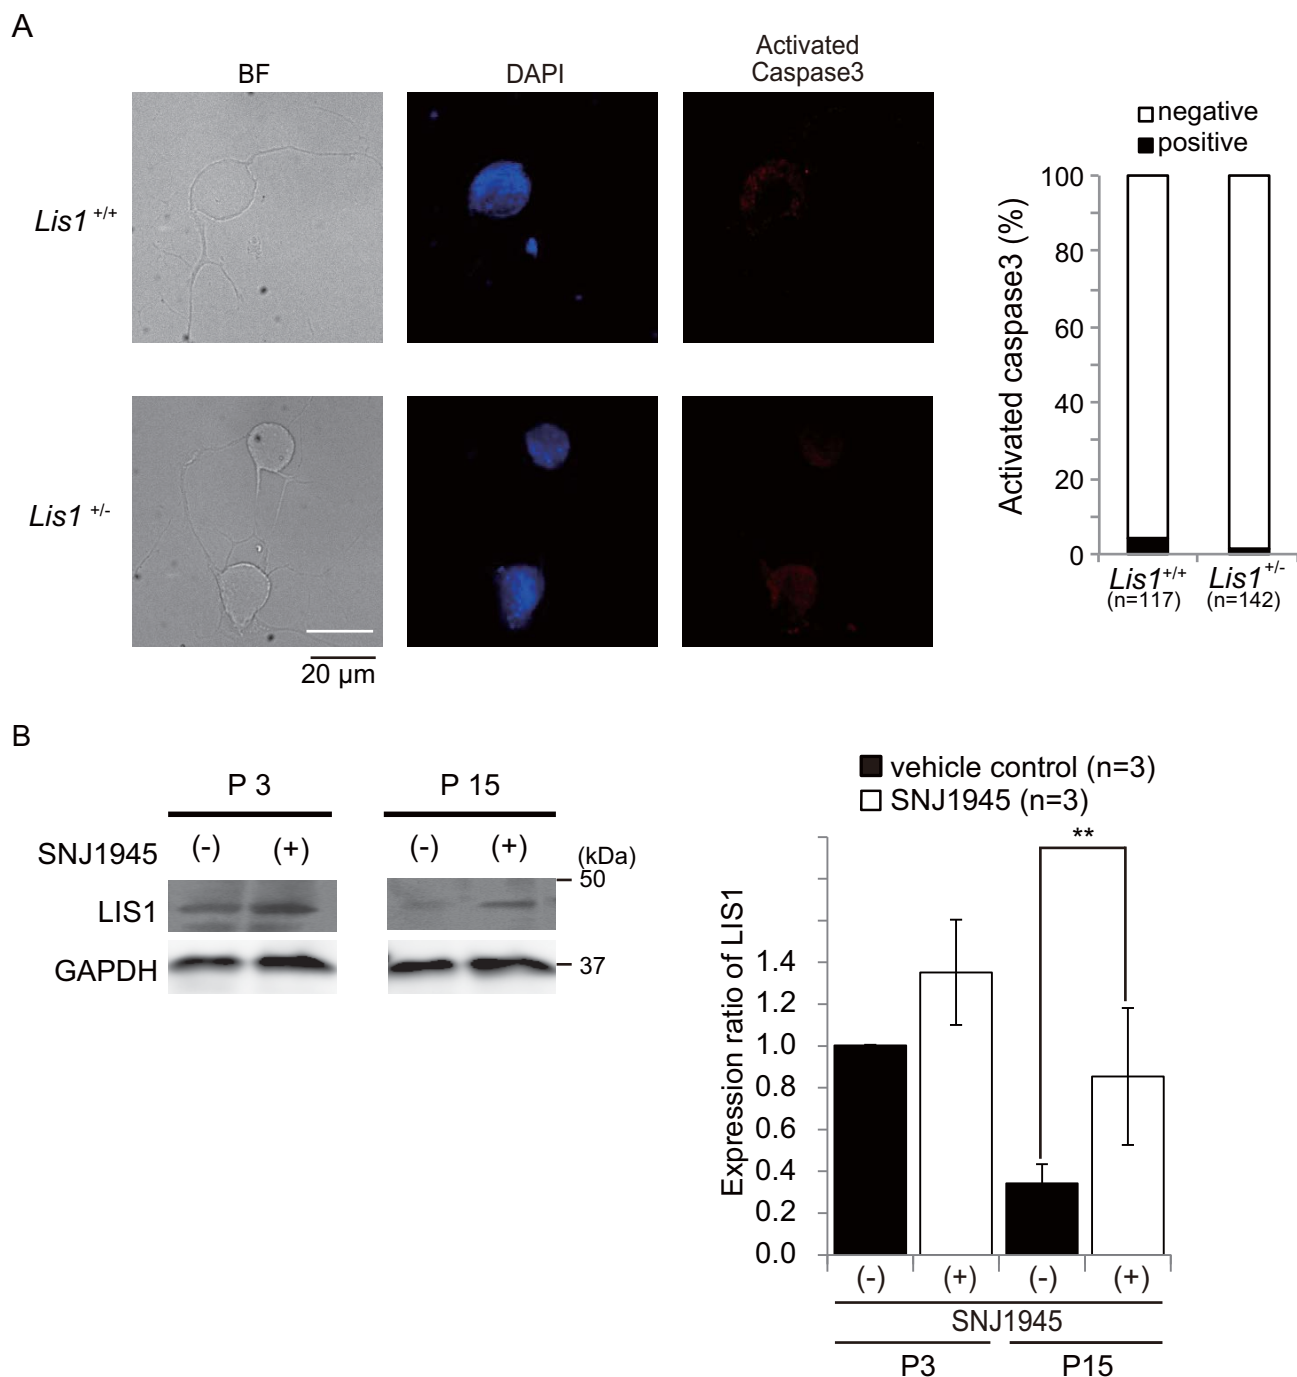 A
BF
DAPI
Activated
Caspase3
Lis1 +/+
Lis1 +/-
20 µm
negative
positive
Activated caspase3 (%)
100
80
60
40
20
0
Lis1+/+
(n=117)
Lis1+/-
(n=142)
B
P 3
P 15
SNJ1945
(-)
(+)
(-)
(+)
(kDa)
50
LIS1
GAPDH
37
vehicle control (n=3)
SNJ1945 (n=3)
**
Expression ratio of LIS1
1.4
1.2
1.0
0.8
0.6
0.4
0.2
0.0
(-)
(+)
(-)
(+)
SNJ1945
P3
P15